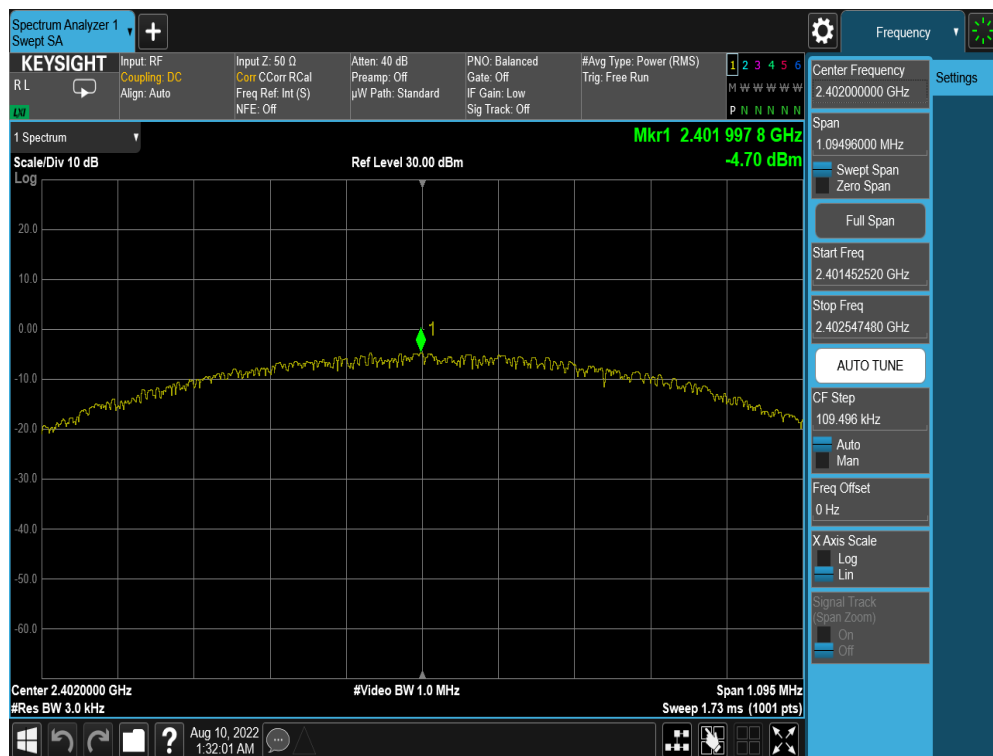 Spectrum Analyzer 1
Swept SA
Frequency
KEYSIGHT
R L
LXI
Input: RF
Coupling: DC
Align: Auto
Input Z: 50 Ω
Corr CCorr RCal
Freq Ref: Int (S)
NFE: Off
Atten: 40 dB
Preamp: Off
µW Path: Standard
PNO: Balanced
Gate: Off
IF Gain: Low
Sig Track: Off
#Avg Type: Power (RMS)
Trig: Free Run
1 2 3 4 5 6
M W W W W W
P N N N N N
1 Spectrum
Scale/Div 10 dB
Log
Ref Level 30.00 dBm
Mkr1 2.401 997 8 GHz
-4.70 dBm
20.0
10.0
0.00
-10.0
-20.0
-30.0
-40.0
-50.0
-60.0
1
Center 2.4020000 GHz
#Res BW 3.0 kHz
#Video BW 1.0 MHz
Span 1.095 MHz
Sweep 1.73 ms (1001 pts)
Center Frequency
2.402000000 GHz
Span
1.09496000 MHz
Swept Span
Zero Span
Full Span
Start Freq
2.401452520 GHz
Stop Freq
2.402547480 GHz
AUTO TUNE
CF Step
109.496 kHz
Auto
Man
Freq Offset
0 Hz
X Axis Scale
Log
Lin
Signal Track
(Span Zoom)
On
Off
Settings
?
Aug 10, 2022
1:32:01 AM